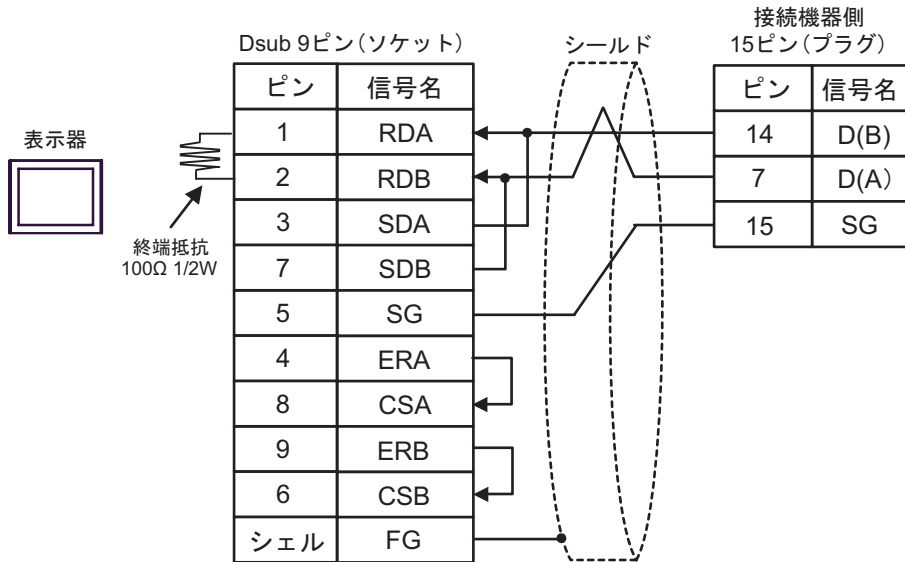 接続機器側
Dsub 9ピン(ソケット)
シールド
15ピン(プラグ)
ピン 信号名
ピン 信号名
表示器
1 RDA
14 D(B)
2 RDB
7 D(A)
3 SDA
15 SG
終端抵抗
100Ω 1/2W
7 SDB
5 SG
4 ERA
8 CSA
9 ERB
6 CSB
シェル FG